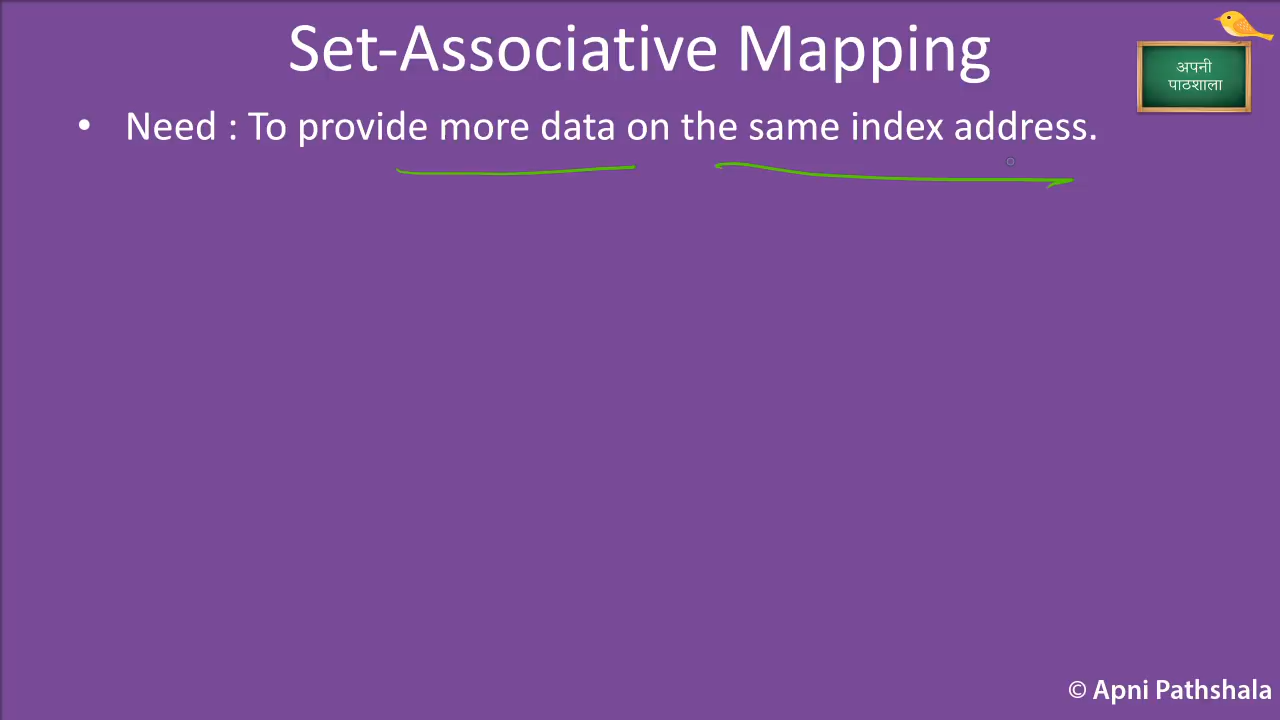 Set-Associative Mapping
अपनी
पाठशाला
• Need : To provide more data on the same index address.
© Apni Pathshala